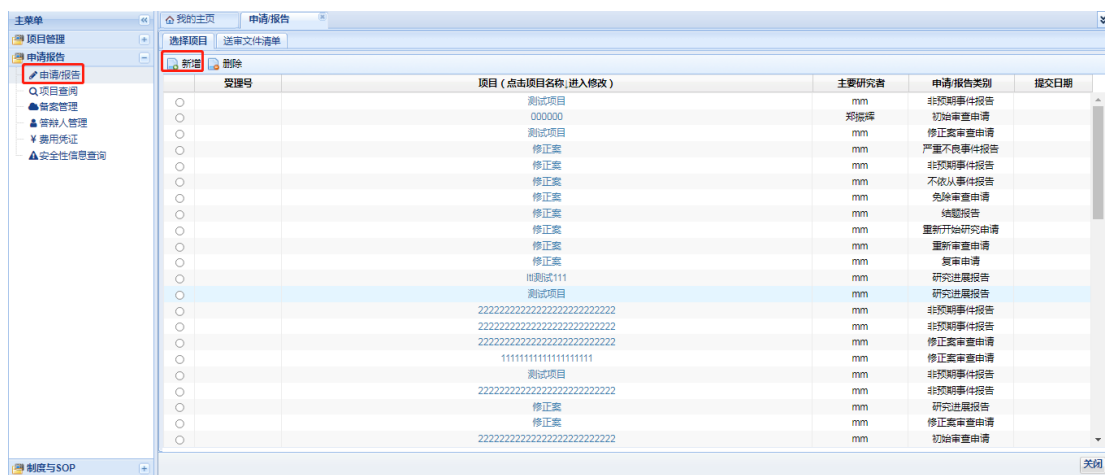 主菜单
我的主页 申请/报告
项目管理
选择项目 送审文件清单
申请报告
新增 删除
申请/报告
项目查阅
备案管理
答辩人管理
¥ 费用凭证
安全性信息查询
受理号 项目（点击项目名称↓进入修改） 主要研究者 申请/报告类别 提交日期
测试项目 mm 非预期事件报告
000000 郑振辉 初始审查申请
测试项目 mm 修正案审查申请
修正案 mm 严重不良事件报告
修正案 mm 非预期事件报告
修正案 mm 不依从事件报告
修正案 mm 免除审查申请
修正案 mm 结题报告
修正案 mm 重新开始研究申请
修正案 mm 重新审查申请
修正案 mm 复审申请
ltl测试111 mm 研究进展报告
测试项目 mm 研究进展报告
22222222222222222222222222 mm 非预期事件报告
22222222222222222222222222 mm 非预期事件报告
22222222222222222222222222 mm 修正案审查申请
11111111111111111111 mm 修正案审查申请
测试项目 mm 非预期事件报告
22222222222222222222222222 mm 非预期事件报告
修正案 mm 研究进展报告
修正案 mm 修正案审查申请
22222222222222222222222222 mm 初始审查申请
制度与SOP
关闭